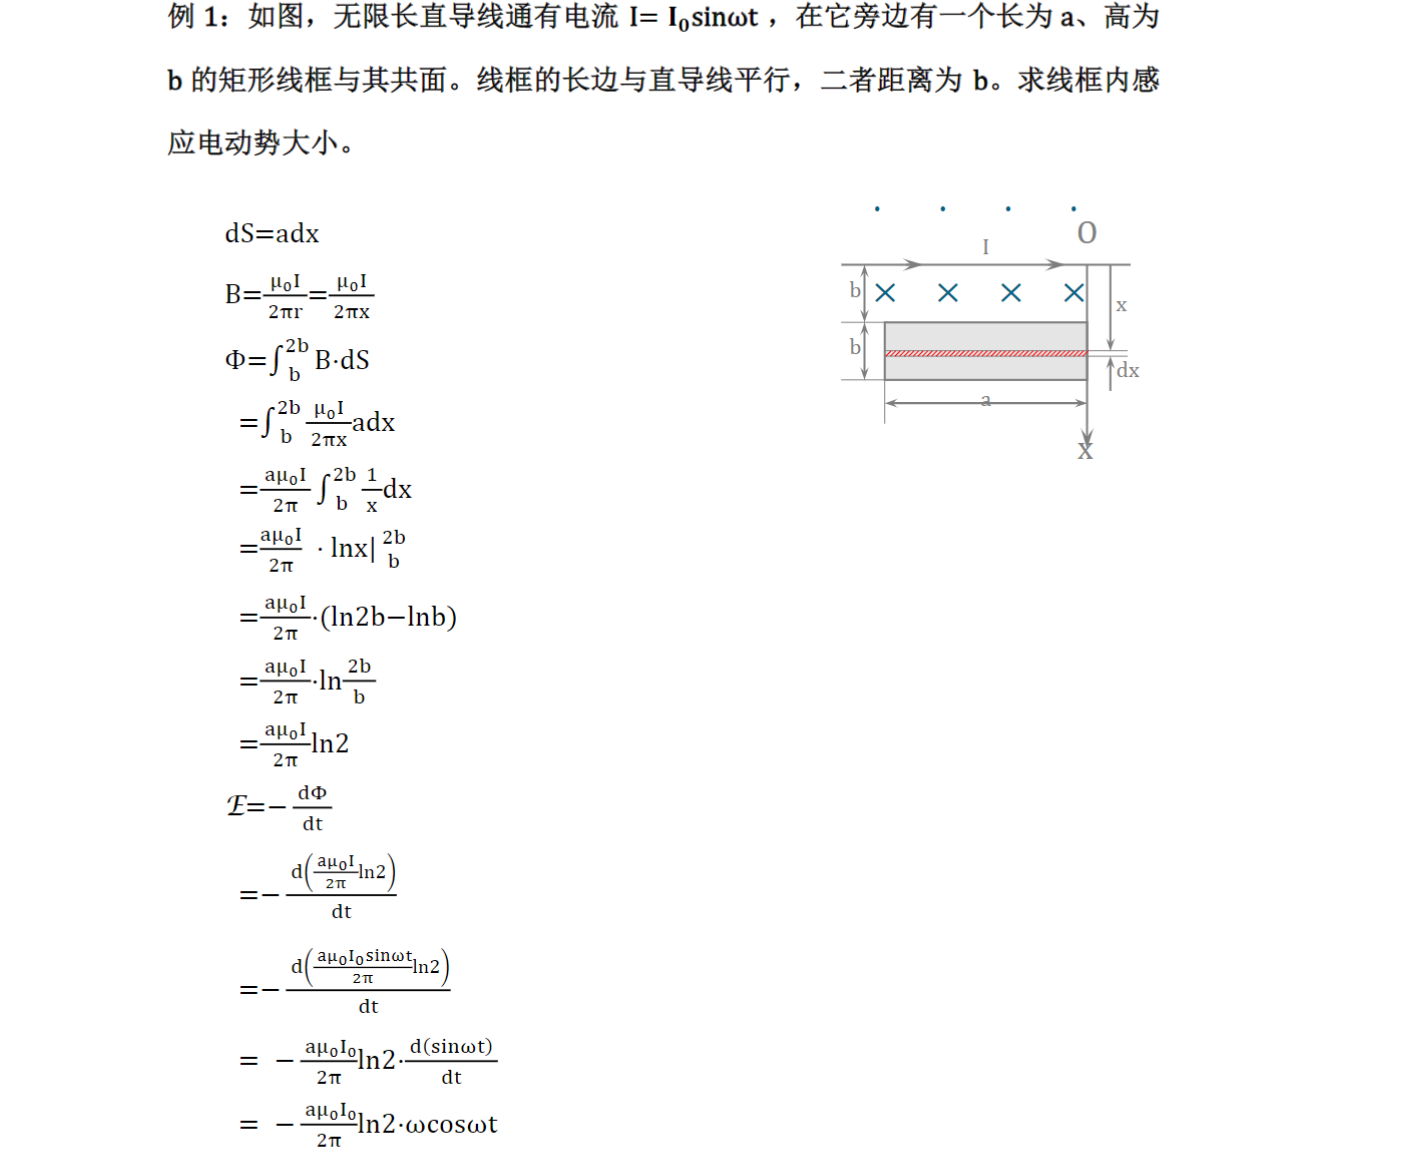 例 1：如图，无限长直导线通有电流 I= I₀sinωt ，在它旁边有一个长为 a、高为
b 的矩形线框与其共面。线框的长边与直导线平行，二者距离为 b。求线框内感
应电动势大小。
dS=adx
B=μ₀I/2πr=μ₀I/2πx
Φ=∫_b^2b B·dS
=∫_b^2b μ₀I/2πx adx
=aμ₀I/2π ∫_b^2b 1/x dx
=aμ₀I/2π · lnx|_b^2b
=aμ₀I/2π·(ln2b−lnb)
=aμ₀I/2π·ln 2b/b
=aμ₀I/2π ln2
ℰ=− dΦ/dt
=− d(aμ₀I/2π ln2)/dt
=− d(aμ₀I₀sinωt/2π ln2)/dt
= − aμ₀I₀/2π ln2·d(sinωt)/dt
= − aμ₀I₀/2π ln2·ωcosωt
O
I
b
x
b
dx
a
X